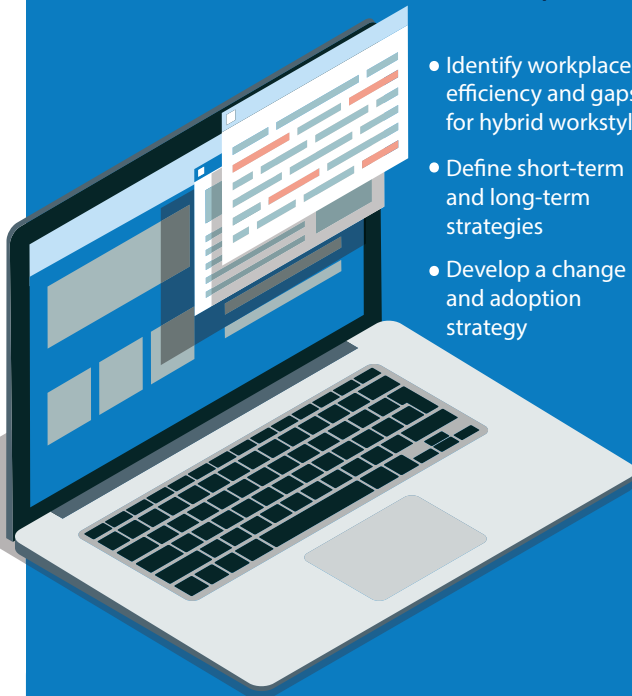 • Identify workplace
efficiency and gaps
for hybrid workstyl
• Define short-term
and long-term
strategies
• Develop a change
and adoption
strategy